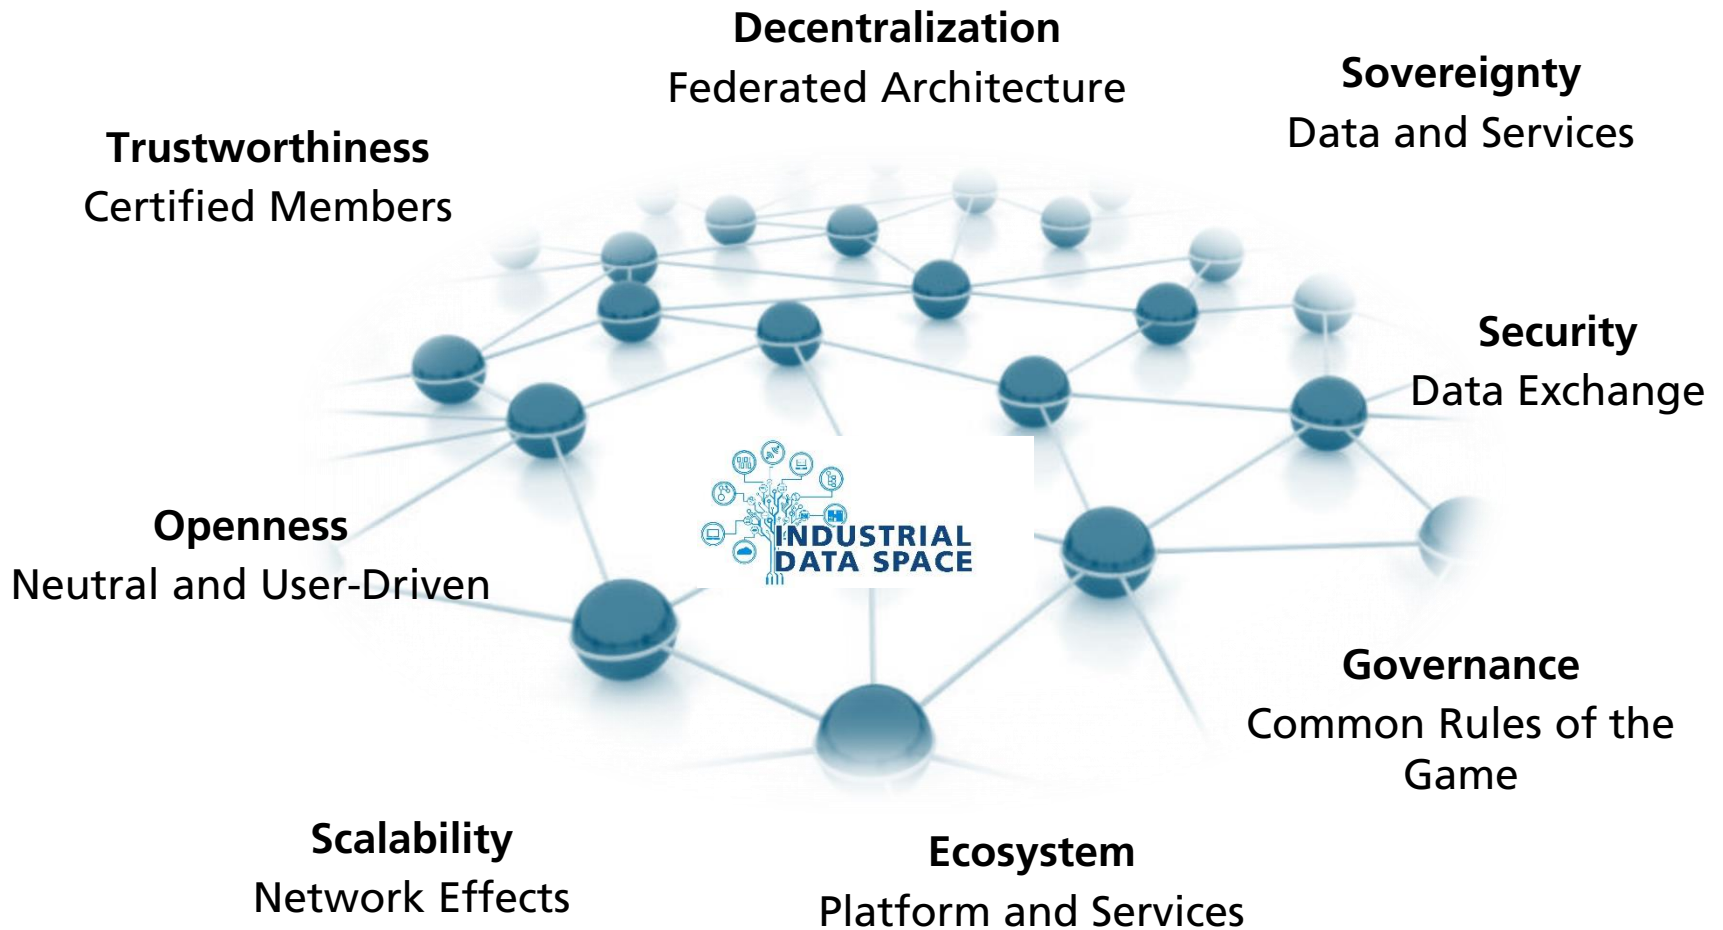 Decentralization
Federated Architecture
Sovereignty
Data and Services
Trustworthiness
Certified Members
Security
Data Exchange
INDUSTRIAL
DATA SPACE
Openness
Neutral and User-Driven
Governance
Common Rules of the
Game
Scalability
Network Effects
Ecosystem
Platform and Services